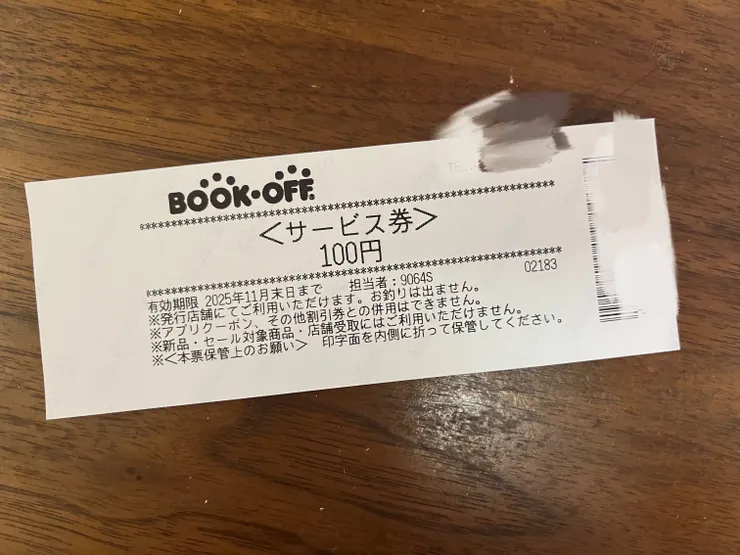 BOOK・OFF
****************************************************
<サービス券>
100円
02183
****************************************************
有効期限 2025年11月末日まで 担当者:9064S
※発行店舗にてご利用いただけます。お釣りは出ません。
※アプリクーポン、その他割引券との併用はできません。
※新品・セール対象商品・店舗受取にはご利用いただけません。
※<本票保管上のお願い> 印字面を内側に折って保管してください。